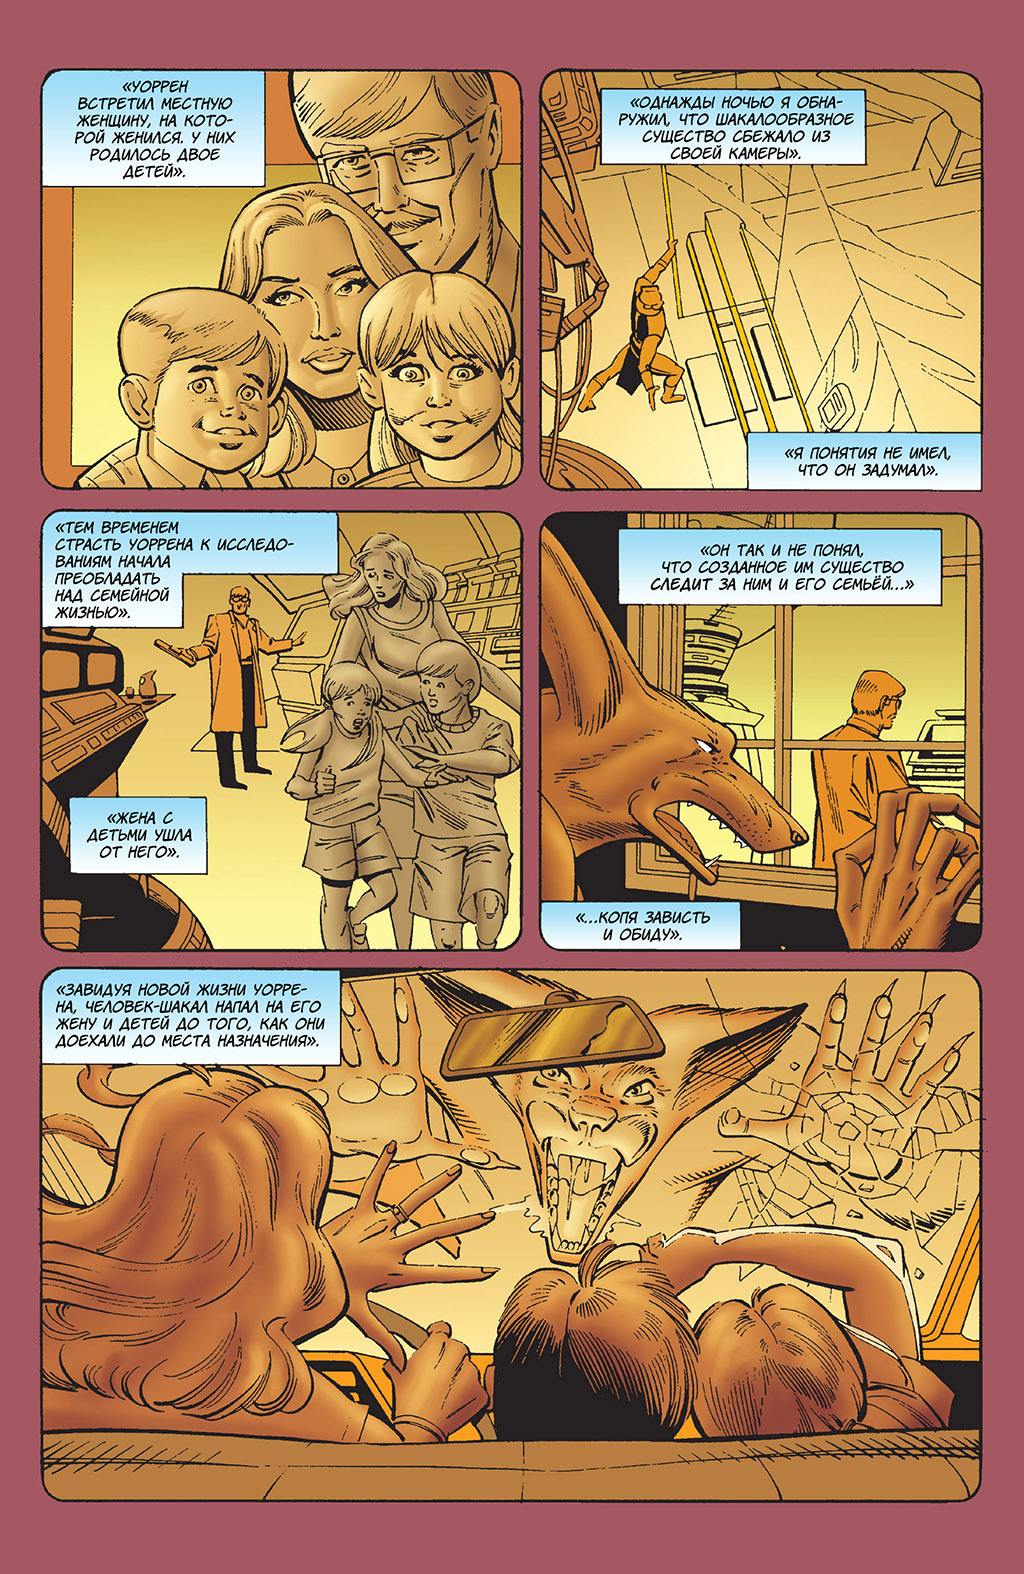 «УОРРЕН
ВСТРЕТИЛ МЕСТНУЮ
ЖЕНЩИНУ, НА КОТО-
РОЙ ЖЕНИЛСЯ. У НИХ
РОДИЛОСЬ ДВОЕ
ДЕТЕЙ».
«ОДНАЖДЫ НОЧЬЮ Я ОБНА-
РУЖИЛ, ЧТО ШАКАЛООБРАЗНОЕ
СУЩЕСТВО СБЕЖАЛО ИЗ
СВОЕЙ КАМЕРЫ».
«Я ПОНЯТИЯ НЕ ИМЕЛ,
ЧТО ОН ЗАДУМАЛ».
«ТЕМ ВРЕМЕНЕМ
СТРАСТЬ УОРРЕНА К ИССЛЕДО-
ВАНИЯМ НАЧАЛА
ПРЕОБЛАДАТЬ
НАД СЕМЕЙНОЙ
ЖИЗНЬЮ».
«ЖЕНА С
ДЕТЬМИ УШЛА
ОТ НЕГО».
«ОН ТАК И НЕ ПОНЯЛ,
ЧТО СОЗДАННОЕ ИМ СУЩЕСТВО
СЛЕДИТ ЗА НИМ И ЕГО СЕМЬЁЙ...»
«...КОПЯ ЗАВИСТЬ
И ОБИДУ».
«ЗАВИДУЯ НОВОЙ ЖИЗНИ УОРРЕ-
НА, ЧЕЛОВЕК-ШАКАЛ НАПАЛ НА ЕГО
ЖЕНУ И ДЕТЕЙ ДО ТОГО, КАК ОНИ
ДОЕХАЛИ ДО МЕСТА НАЗНАЧЕНИЯ».